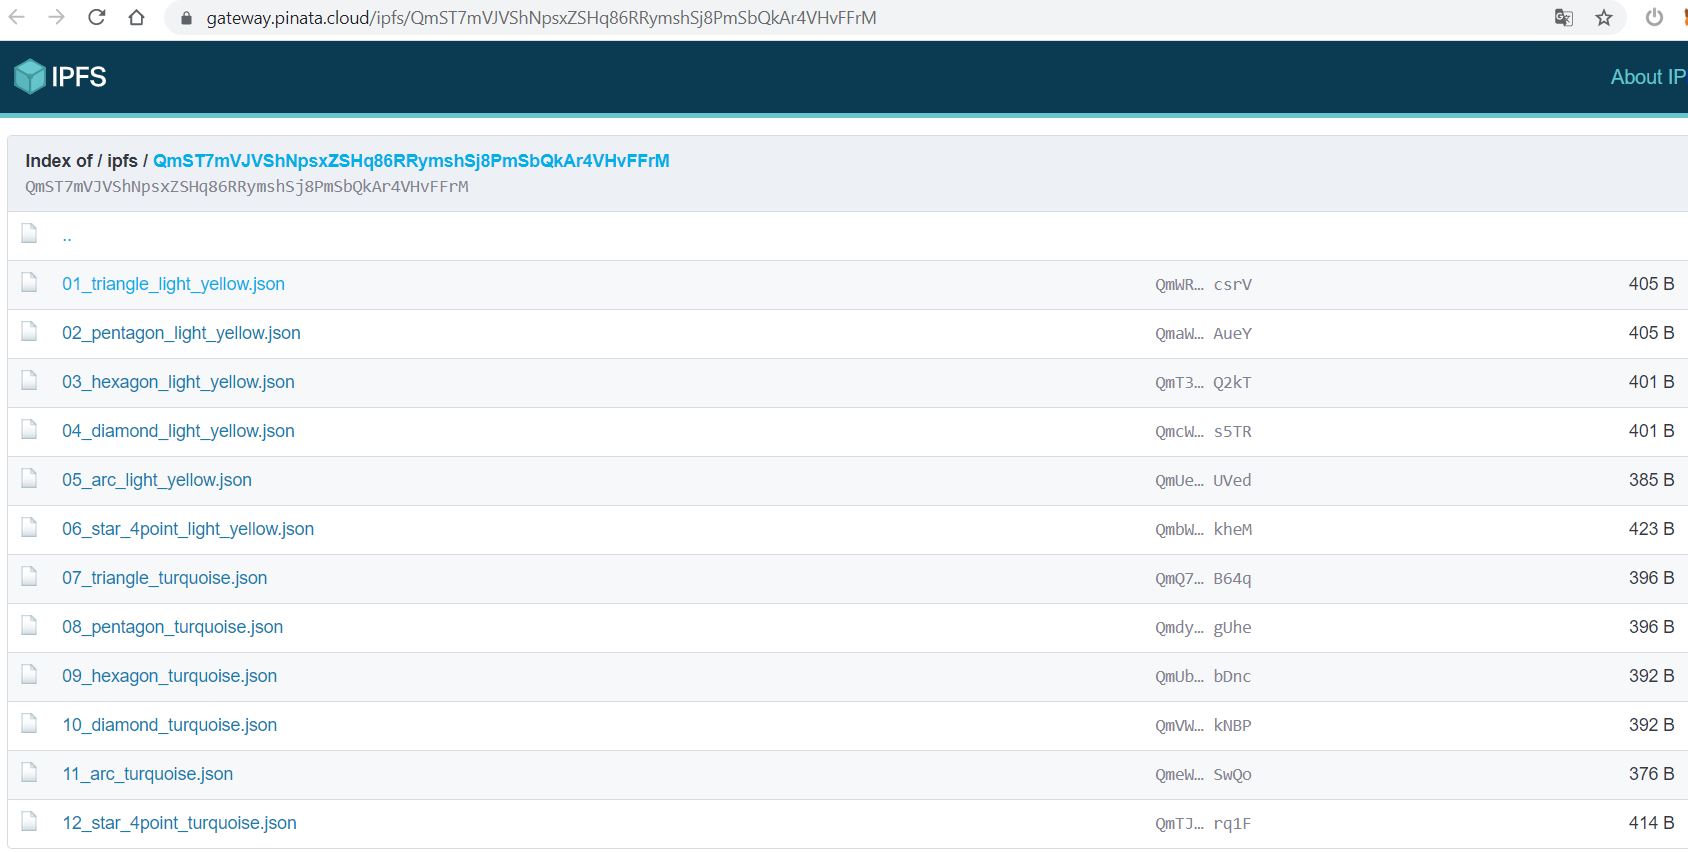 gateway.pinata.cloud/ipfs/QmST7mVJVShNpsxZSHq86RRymshSj8PmSbQkAr4VHvFFrM
IPFS
About IP
Index of / ipfs / QmST7mVJVShNpsxZSHq86RRymshSj8PmSbQkAr4VHvFFrM
QmST7mVJVShNpsxZSHq86RRymshSj8PmSbQkAr4VHvFFrM
..
01_triangle_light_yellow.json QmWR… csrV 405 B
02_pentagon_light_yellow.json QmaW… AueY 405 B
03_hexagon_light_yellow.json QmT3… Q2kT 401 B
04_diamond_light_yellow.json QmcW… s5TR 401 B
05_arc_light_yellow.json QmUe… UVed 385 B
06_star_4point_light_yellow.json QmbW… kheM 423 B
07_triangle_turquoise.json QmQ7… B64q 396 B
08_pentagon_turquoise.json Qmdy… gUhe 396 B
09_hexagon_turquoise.json QmUb… bDnc 392 B
10_diamond_turquoise.json QmVW… kNBP 392 B
11_arc_turquoise.json QmeW… SwQo 376 B
12_star_4point_turquoise.json QmTJ… rq1F 414 B